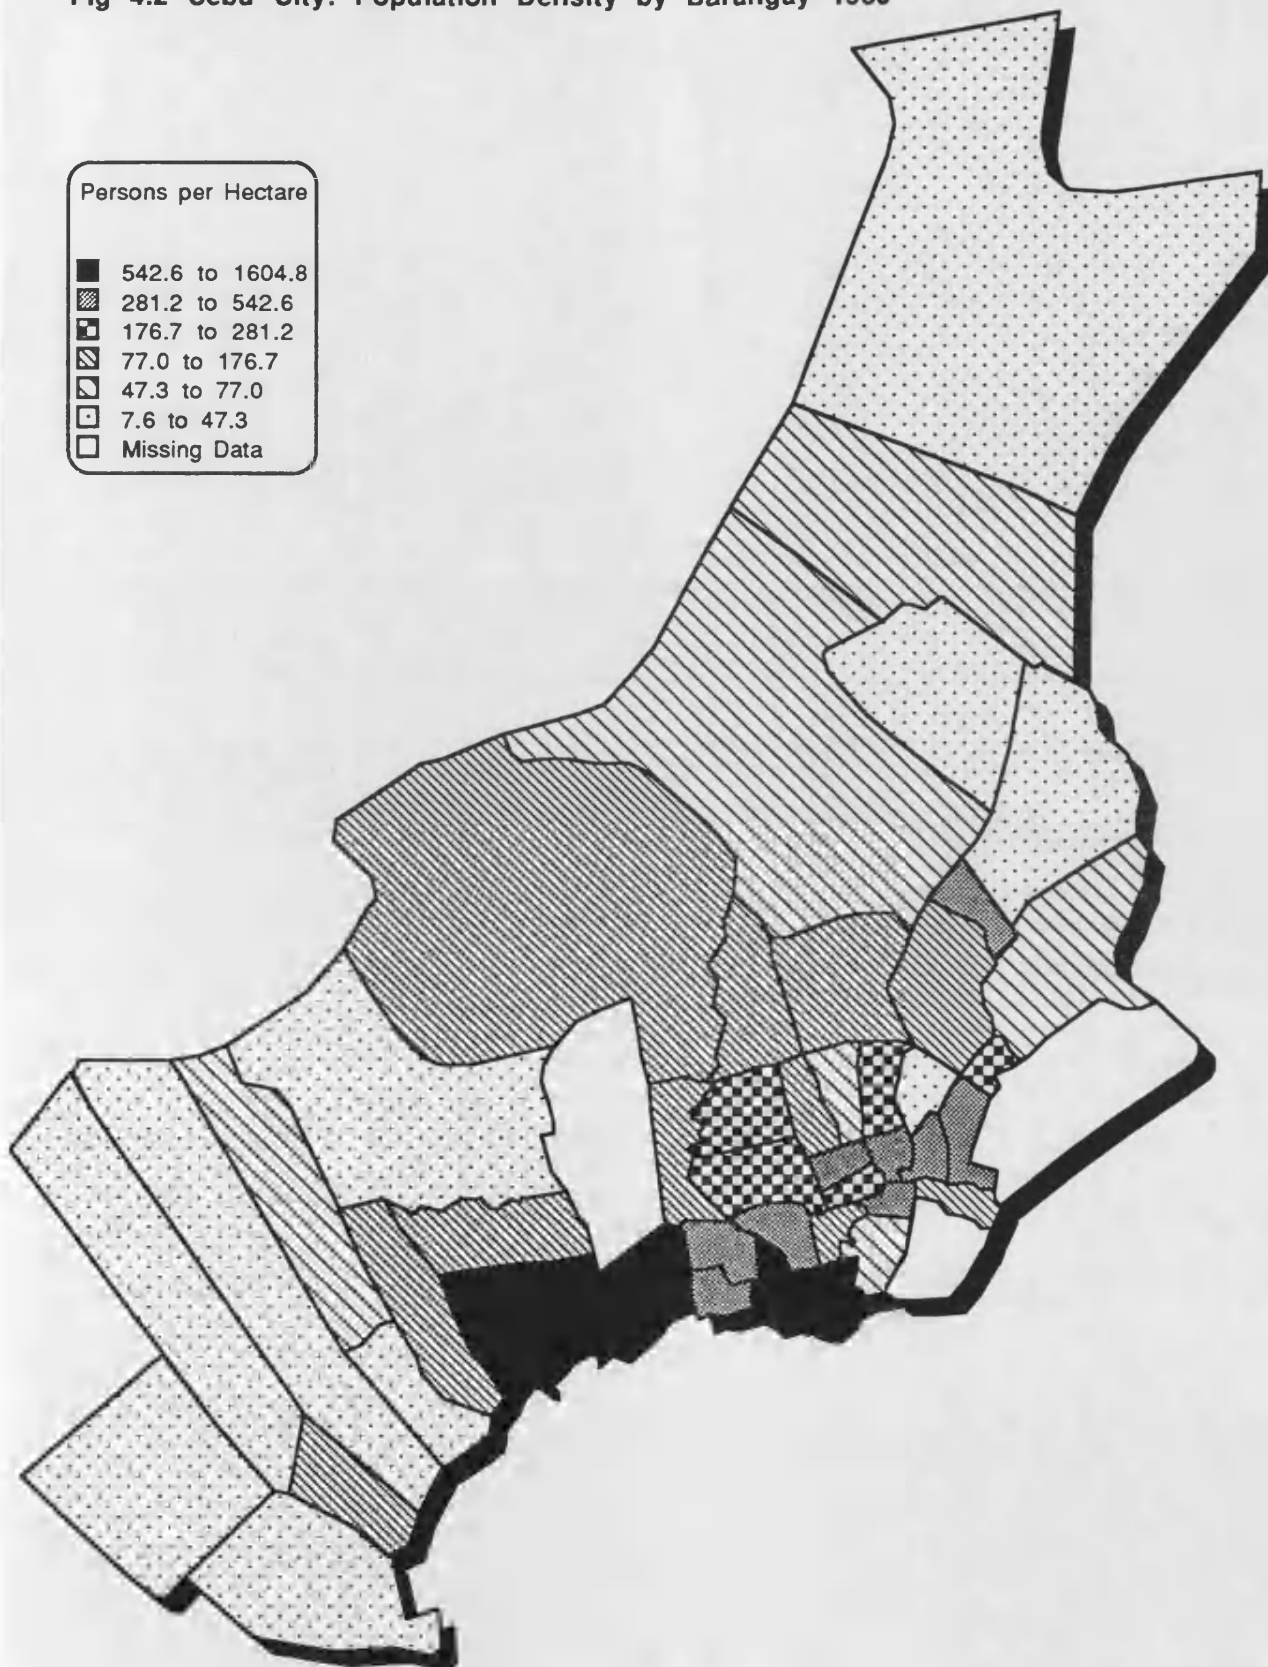 Fig 4.2 Cebu City: Population Density by Barangay
Persons per Hectare
542.6 to 1604.8
281.2 to 542.6
176.7 to 281.2
77.0 to 176.7
47.3 to 77.0
7.6 to 47.3
Missing Data